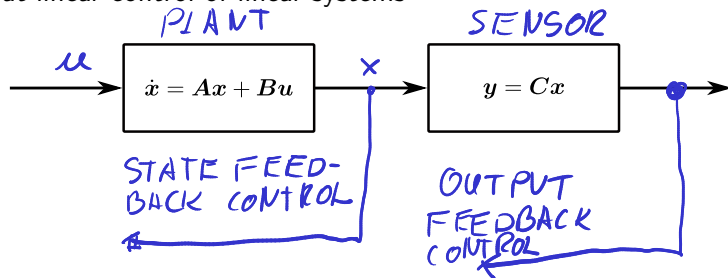 PLANT
SENSOR
u
ẋ = Ax + Bu
x
y = Cx
STATE FEED-
BACK CONTROL
OUTPUT
FEEDBACK
CONTROL